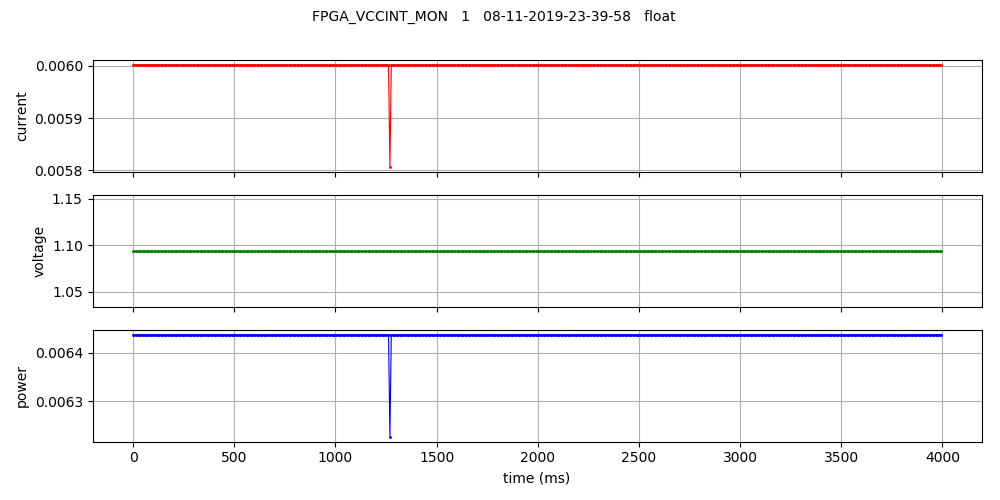 FPGA_VCCINT_MON 1 08-11-2019-23-39-58 float
0.0060
0.0059
0.0058
current
1.15
1.10
1.05
voltage
0.0064
0.0063
power
0 500 1000 1500 2000 2500 3000 3500 4000
time (ms)